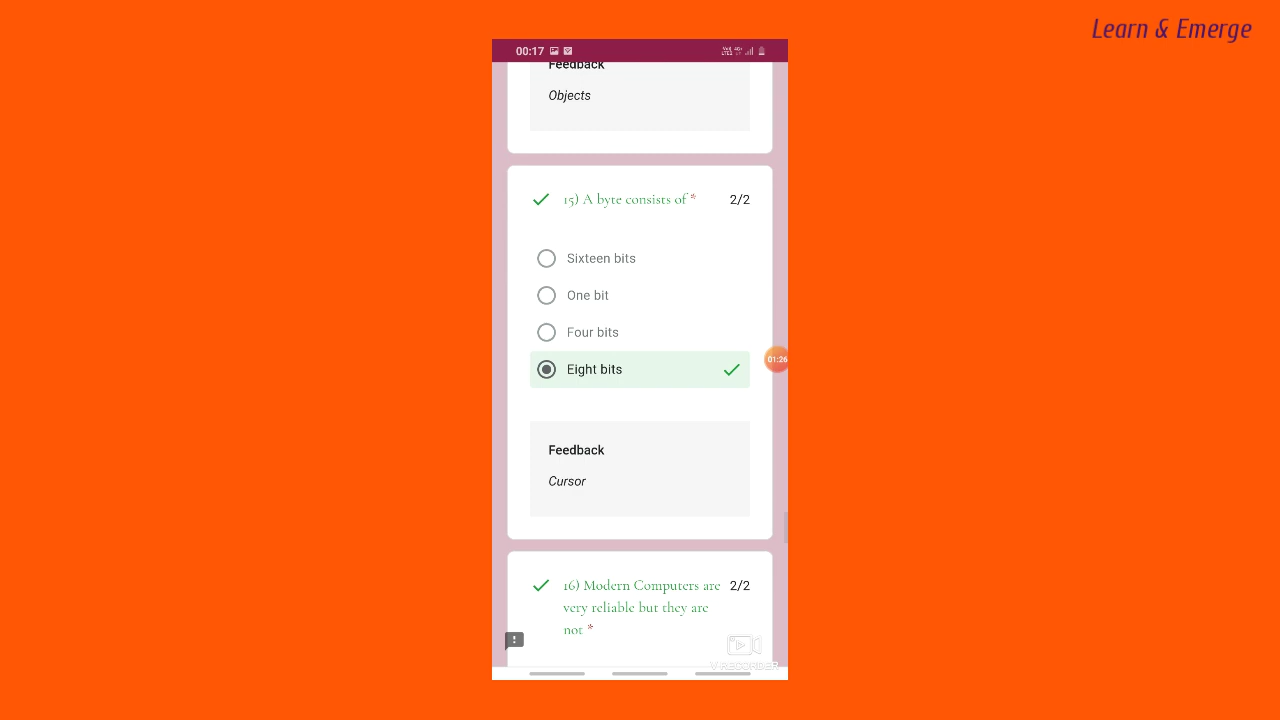 Learn & Emerge
00:17
Feedback
Objects
15) A byte consists of * 2/2
Sixteen bits
One bit
Four bits
Eight bits
01:26
Feedback
Cursor
16) Modern Computers are 2/2
very reliable but they are
not *
V RECORDER